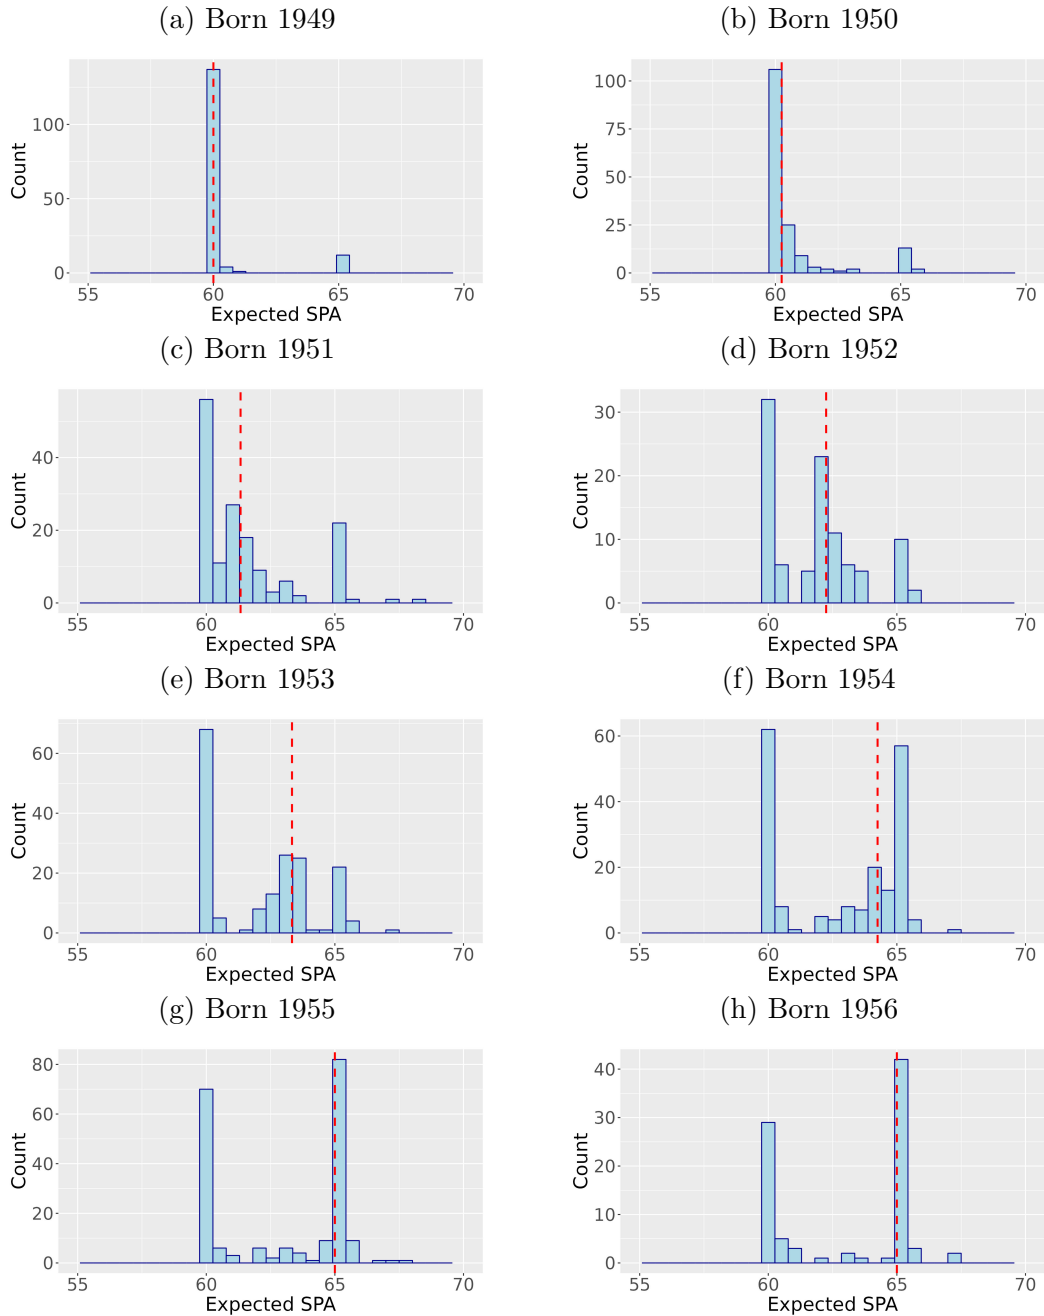 (a) Born 1949
(b) Born 1950
Count
100
50
0
55 60 65 70
Expected SPA
Count
100
75
50
25
0
55 60 65 70
Expected SPA
(c) Born 1951
(d) Born 1952
Count
40
20
0
55 60 65 70
Expected SPA
Count
30
20
10
0
55 60 65 70
Expected SPA
(e) Born 1953
(f) Born 1954
Count
60
40
20
0
55 60 65 70
Expected SPA
Count
60
40
20
0
55 60 65 70
Expected SPA
(g) Born 1955
(h) Born 1956
Count
80
60
40
20
0
55 60 65 70
Expected SPA
Count
40
30
20
10
0
55 60 65 70
Expected SPA